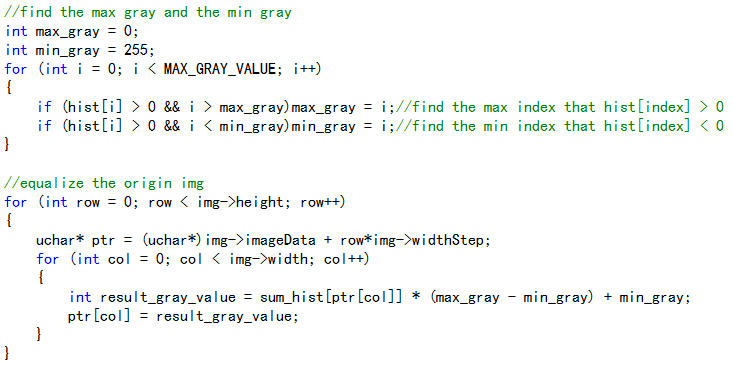 //find the max gray and the min gray
int max_gray = 0;
int min_gray = 255;
for (int i = 0; i < MAX_GRAY_VALUE; i++)
{
    if (hist[i] > 0 && i > max_gray)max_gray = i;//find the max index that hist[index] > 0
    if (hist[i] > 0 && i < min_gray)min_gray = i;//find the min index that hist[index] < 0
}

//equalize the origin img
for (int row = 0; row < img->height; row++)
{
    uchar* ptr = (uchar*)img->imageData + row*img->widthStep;
    for (int col = 0; col < img->width; col++)
    {
        int result_gray_value = sum_hist[ptr[col]] * (max_gray - min_gray) + min_gray;
        ptr[col] = result_gray_value;
    }
}